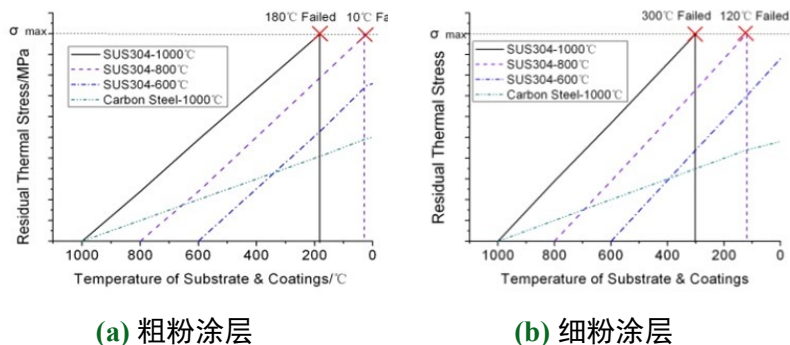 180℃ Failed
10℃ Fa
σ max
SUS304-1000℃
SUS304-800℃
SUS304-600℃
Carbon Steel-1000℃
Residual Thermal Stress/MPa
1000
800
600
400
200
0
Temperature of Substrate & Coatings/℃
(a) 粗粉涂层
300℃ Failed
120℃ Failed
σ max
SUS304-1000℃
SUS304-800℃
SUS304-600℃
Carbon Steel-1000℃
Residual Thermal Stress
1000
800
600
400
200
0
Temperature of Substrate & Coatings
(b) 细粉涂层